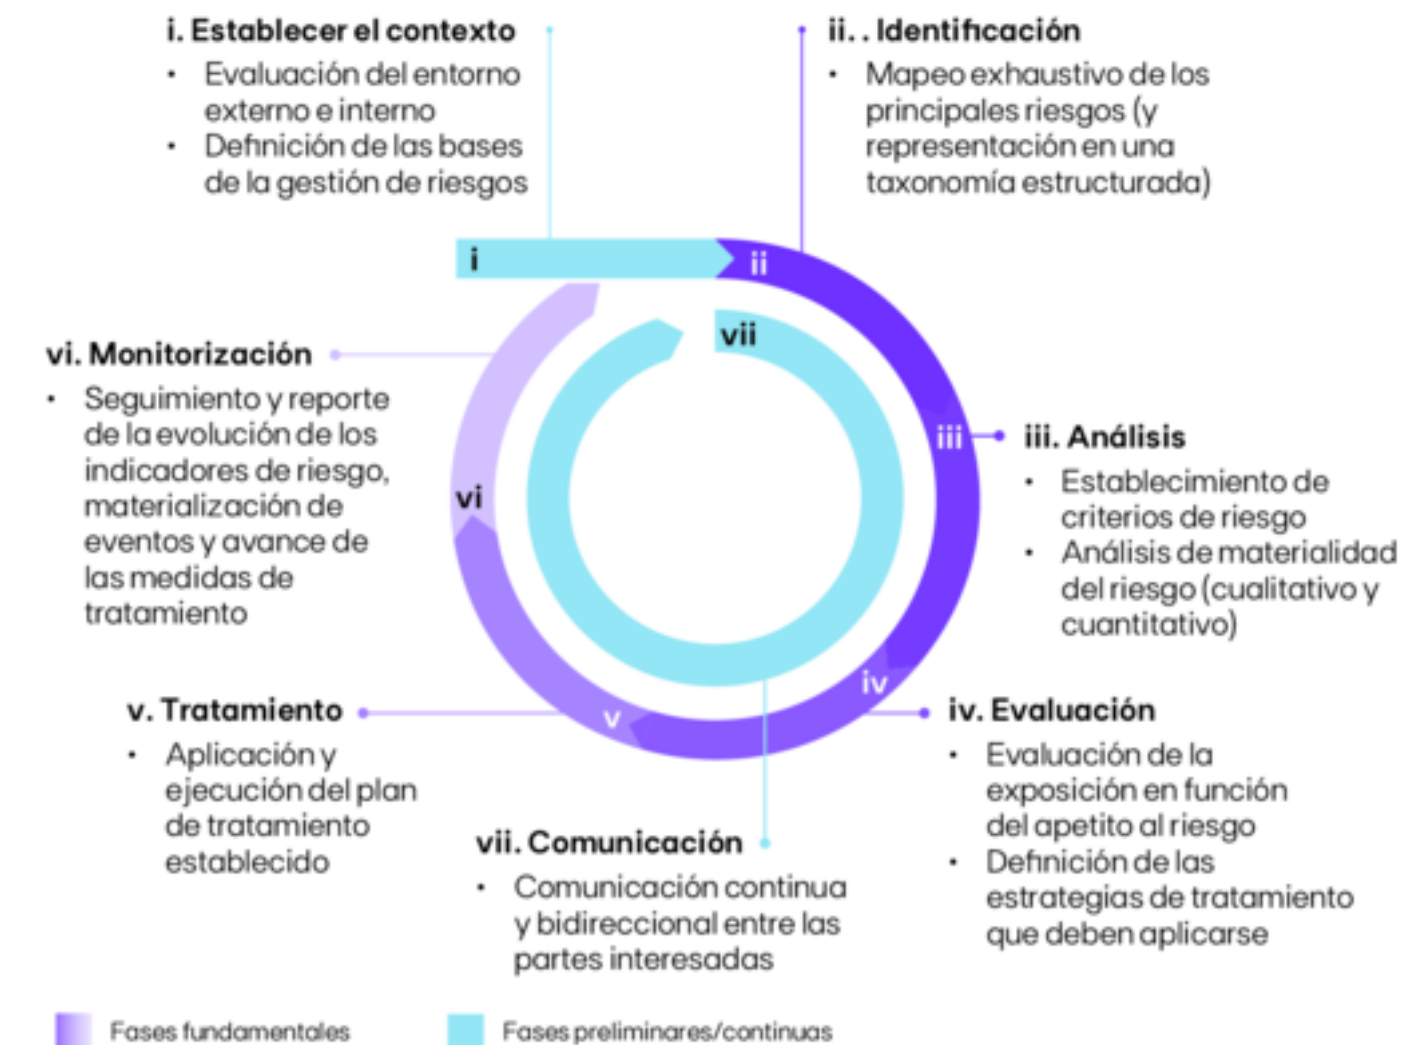 i. Establecer el contexto
• Evaluación del entorno
externo e interno
• Definición de las bases
de la gestión de riesgos
ii. . Identificación
• Mapeo exhaustivo de los
principales riesgos (y
representación en una
taxonomía estructurada)
i
ii
vii
vi. Monitorización
• Seguimiento y reporte
de la evolución de los
indicadores de riesgo,
materialización de
eventos y avance de
las medidas de
tratamiento
vi
iii
iii. Análisis
• Establecimiento de
criterios de riesgo
• Análisis de materialidad
del riesgo (cualitativo y
cuantitativo)
iv
v
v. Tratamiento
• Aplicación y
ejecución del plan
de tratamiento
establecido
iv. Evaluación
• Evaluación de la
exposición en función
del apetito al riesgo
• Definición de las
estrategias de tratamiento
que deben aplicarse
vii. Comunicación
• Comunicación continua
y bidireccional entre las
partes interesadas
Fases fundamentales
Fases preliminares/continuas